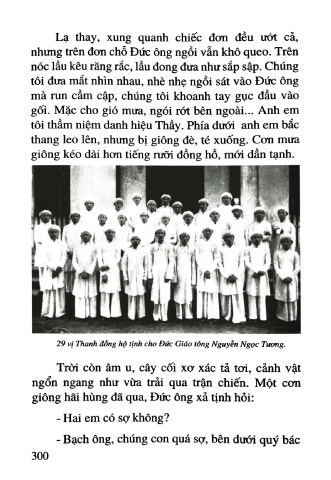 Lạ thay, xung quanh chiếc đơn đều ướt cả,
nhưng trên đơn chỗ Đức ông ngồi vẫn khô queo. Trên
nóc lầu kêu răng rắc, lầu đong đưa như sắp sập. Chúng
tôi đưa mắt nhìn nhau, nhè nhẹ ngồi sát vào Đức ông
mà run cầm cập, chúng tôi khoanh tay gục đầu vào
gối. Mặc cho gió mưa, ngói rớt bên ngoài... Anh em
tôi thầm niệm danh hiệu Thầy. Phía dưới anh em bắc
thang leo lên, nhưng bị giông đè, té xuống. Cơn mưa
giông kéo dài hơn tiếng rưỡi đồng hồ, mới dần tạnh.
29 vị Thanh đồng hộ tịnh cho Đức Giáo tông Nguyễn Ngọc Tương.
Trời còn âm u, cây cối xơ xác tả tơi, cảnh vật
ngổn ngang như vừa trải qua trận chiến. Một cơn
giông hãi hùng đã qua, Đức ông xả tịnh hỏi:
- Hai em có sợ không?
- Bạch ông, chúng con quá sợ, bên dưới quý bác
300